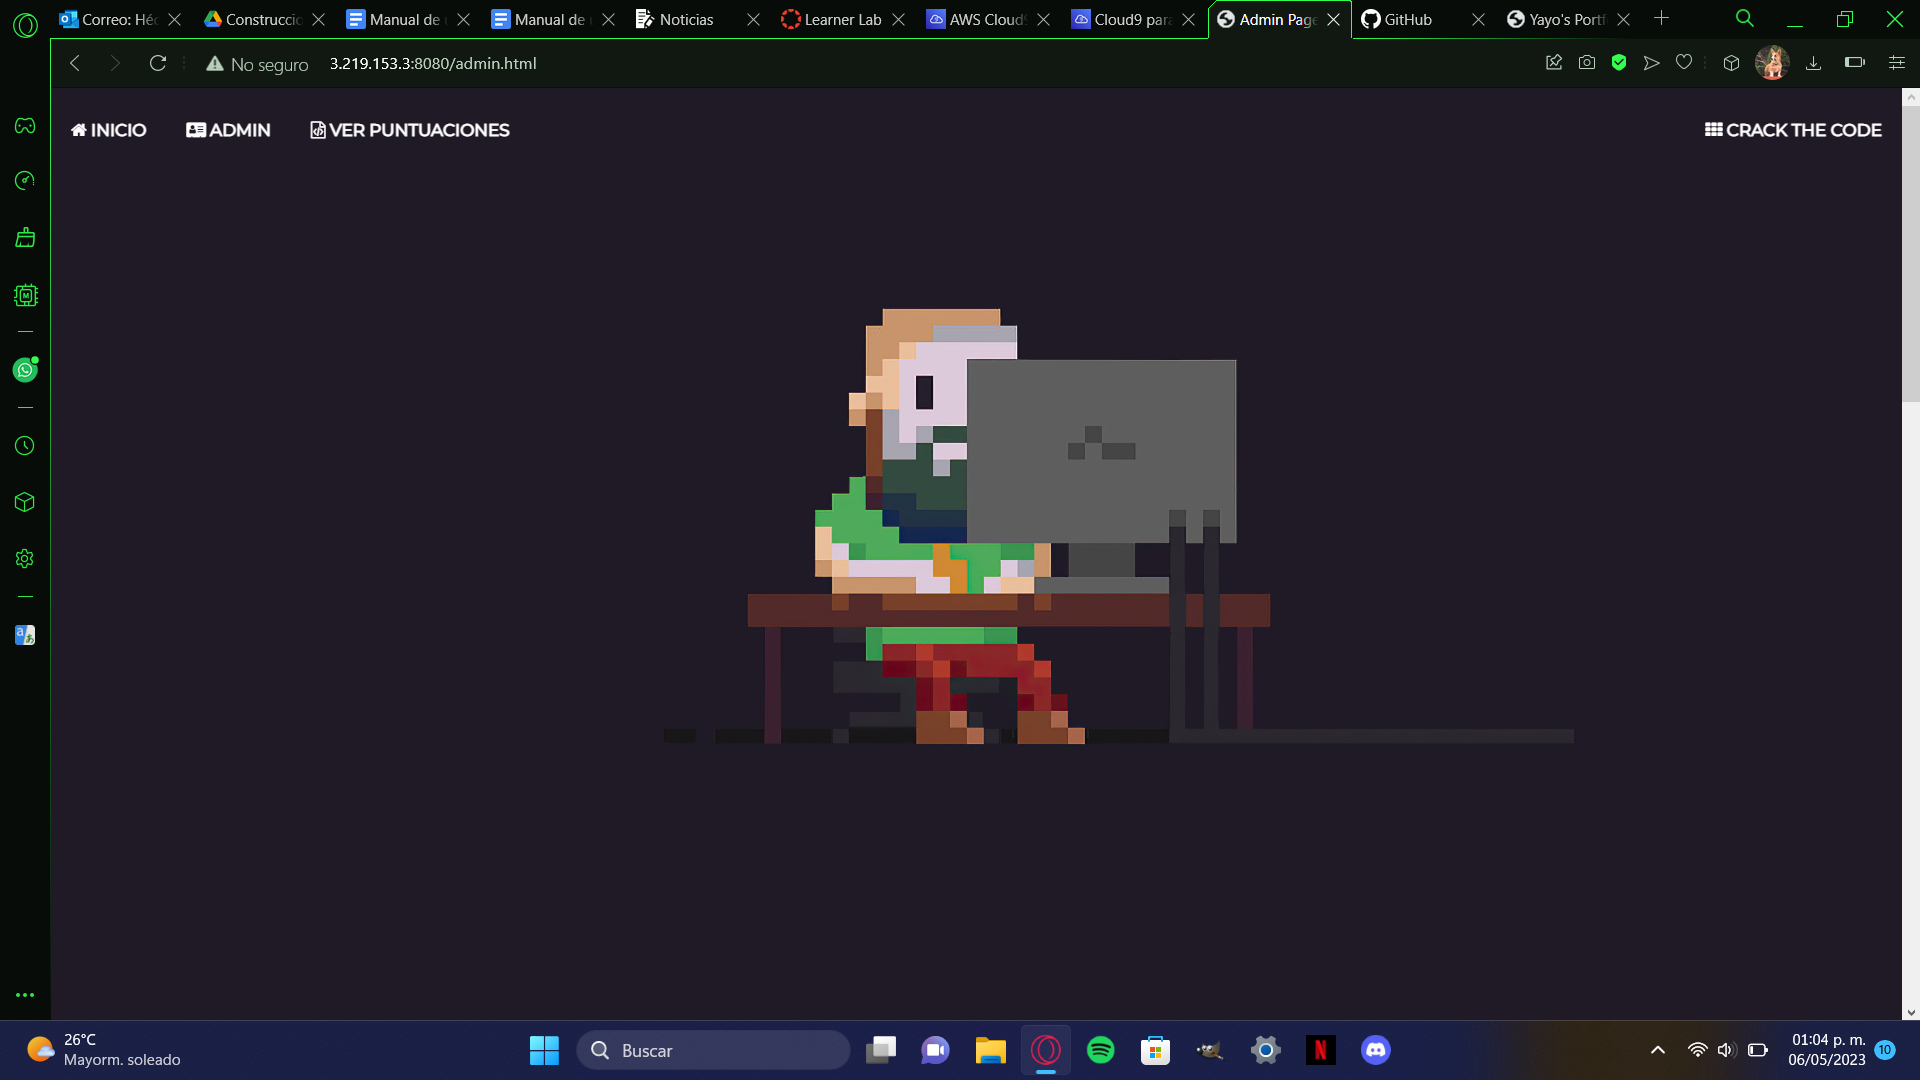 Correo: Hé
Construccio
Manual de
Manual de
Noticias
Learner Lab
AWS Cloud9
Cloud9 para
Admin Page
GitHub
Yayo's Portf
No seguro
3.219.153.3:8080/admin.html
INICIO
ADMIN
VER PUNTUACIONES
CRACK THE CODE
26°C
Mayorm. soleado
Buscar
01:04 p. m.
06/05/2023
10